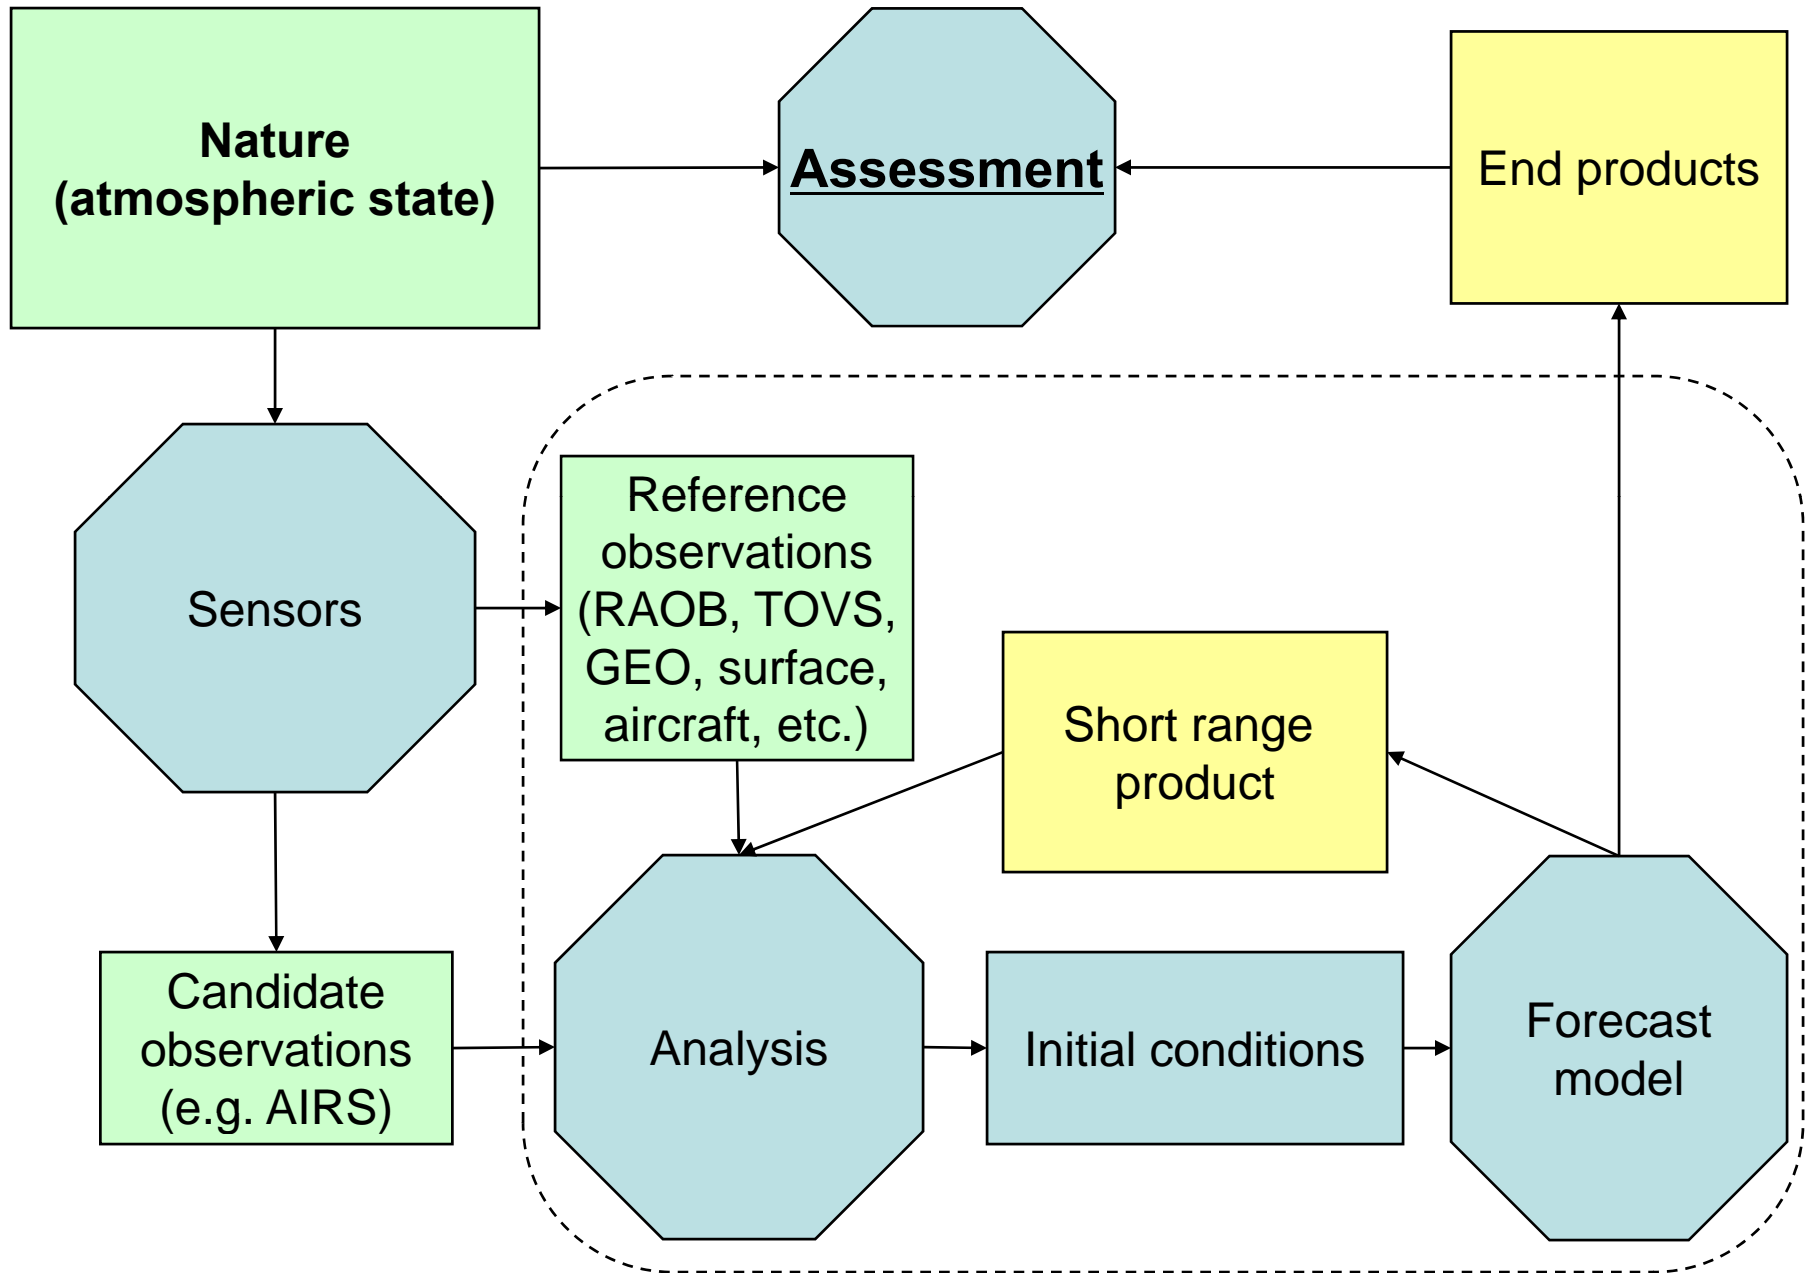 Nature
(atmospheric state)
Assessment
End products
Sensors
Reference
observations
(RAOB, TOVS,
GEO, surface,
aircraft, etc.)
Short range
product
Candidate
observations
(e.g. AIRS)
Analysis
Initial conditions
Forecast
model